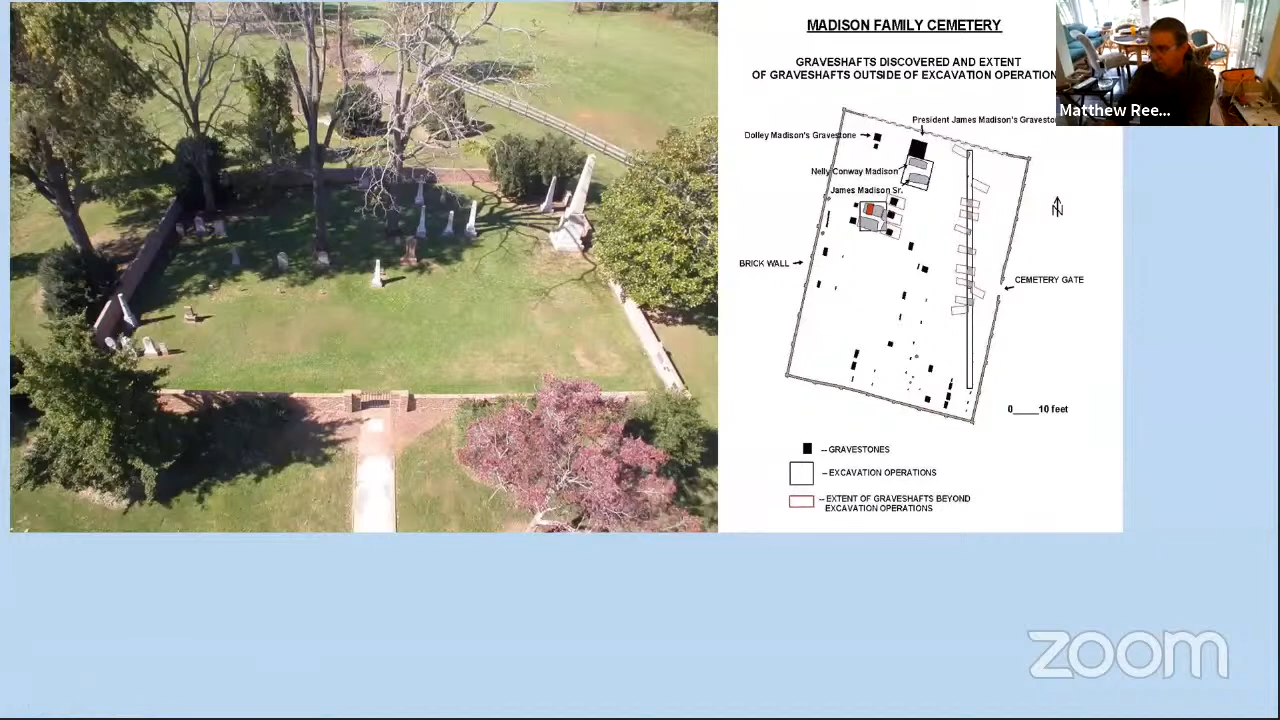 MADISON FAMILY CEMETERY
GRAVESHAFTS DISCOVERED AND EXTENT
OF GRAVESHAFTS OUTSIDE OF EXCAVATION OPERATION
Matthew Ree...
President James Madison's Gravesto
Dolley Madison's Gravestone
Nelly Conway Madison
James Madison Sr.
N
BRICK WALL
CEMETERY GATE
0_____10 feet
-- GRAVESTONES
-- EXCAVATION OPERATIONS
-- EXTENT OF GRAVESHAFTS BEYOND
EXCAVATION OPERATIONS
zoom